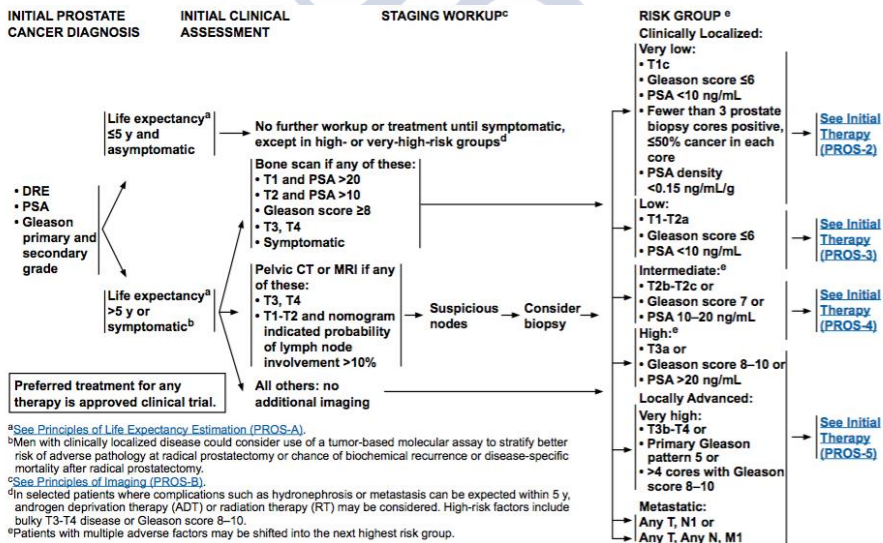 INITIAL PROSTATE
CANCER DIAGNOSIS
INITIAL CLINICAL
ASSESSMENT
STAGING WORKUPc
RISK GROUP e
Clinically Localized:
Very low:
• T1c
• Gleason score ≤6
• PSA <10 ng/mL
• Fewer than 3 prostate
biopsy cores positive,
≤50% cancer in each
core
• PSA density
<0.15 ng/mL/g
See Initial
Therapy
(PROS-2)
Life expectancya
≤5 y and
asymptomatic
No further workup or treatment until symptomatic,
except in high- or very-high-risk groupsd
• DRE
• PSA
• Gleason
primary and
secondary
grade
Life expectancya
>5 y or
symptomaticb
Bone scan if any of these:
• T1 and PSA >20
• T2 and PSA >10
• Gleason score ≥8
• T3, T4
• Symptomatic
Pelvic CT or MRI if any
of these:
• T3, T4
• T1-T2 and nomogram
indicated probability
of lymph node
involvement >10%
Suspicious
nodes
Consider
biopsy
All others: no
additional imaging
Low:
• T1-T2a
• Gleason score ≤6
• PSA <10 ng/mL
See Initial
Therapy
(PROS-3)
Intermediate:e
• T2b-T2c or
• Gleason score 7 or
• PSA 10–20 ng/mL
See Initial
Therapy
(PROS-4)
High:e
• T3a or
• Gleason score 8–10 or
• PSA >20 ng/mL
Locally Advanced:
Very high:
• T3b-T4 or
• Primary Gleason
pattern 5 or
• >4 cores with Gleason
score 8–10
See Initial
Therapy
(PROS-5)
Metastatic:
Any T, N1 or
Any T, Any N, M1
Preferred treatment for any
therapy is approved clinical trial.
aSee Principles of Life Expectancy Estimation (PROS-A).
bMen with clinically localized disease could consider use of a tumor-based molecular assay to stratify better
risk of adverse pathology at radical prostatectomy or chance of biochemical recurrence or disease-specific
mortality after radical prostatectomy.
cSee Principles of Imaging (PROS-B).
dIn selected patients where complications such as hydronephrosis or metastasis can be expected within 5 y,
androgen deprivation therapy (ADT) or radiation therapy (RT) may be considered. High-risk factors include
bulky T3-T4 disease or Gleason score 8–10.
ePatients with multiple adverse factors may be shifted into the next highest risk group.